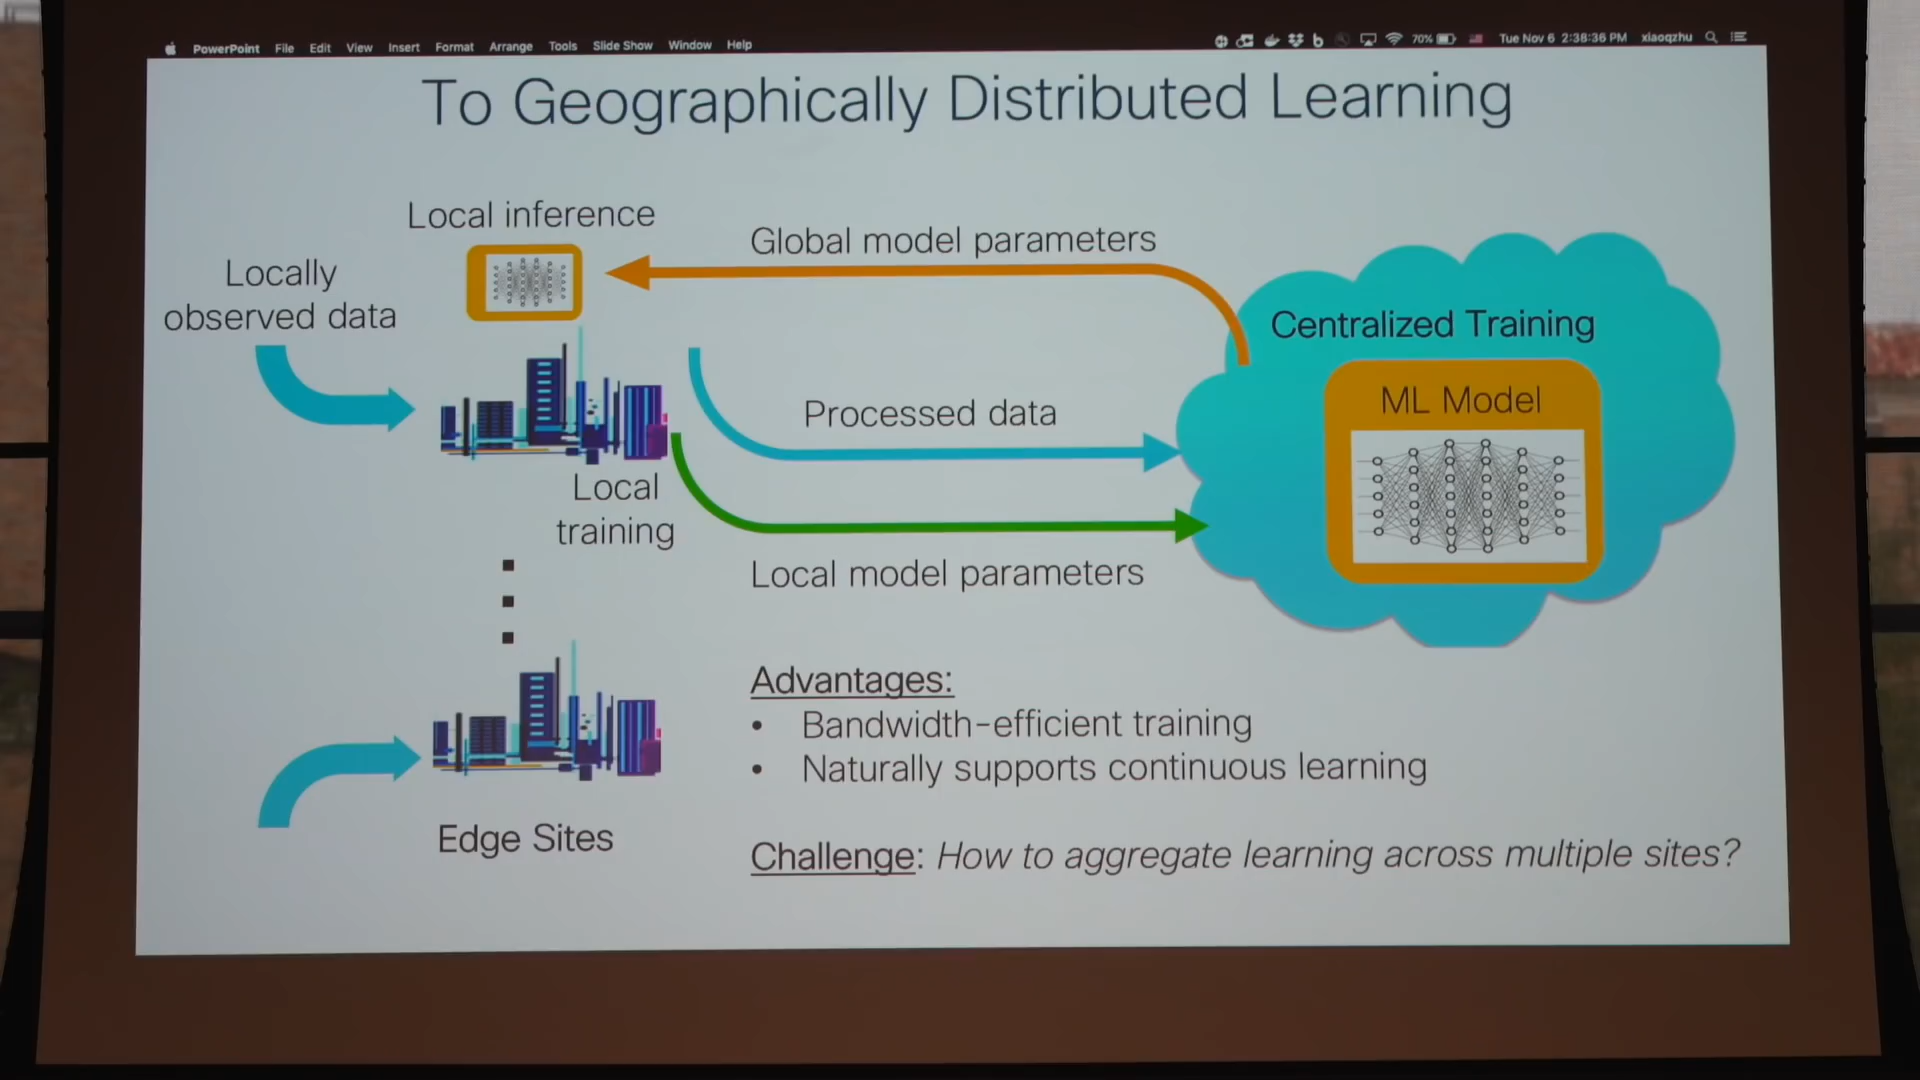 PowerPoint File Edit View Insert Format Arrange Tools Slide Show Window Help
70% Tue Nov 6 2:38:36 PM xiaoqzhu
To Geographically Distributed Learning
Local inference
Locally
observed data
Global model parameters
Centralized Training
ML Model
Processed data
Local
training
Local model parameters
Advantages:
• Bandwidth-efficient training
• Naturally supports continuous learning
Edge Sites
Challenge: How to aggregate learning across multiple sites?